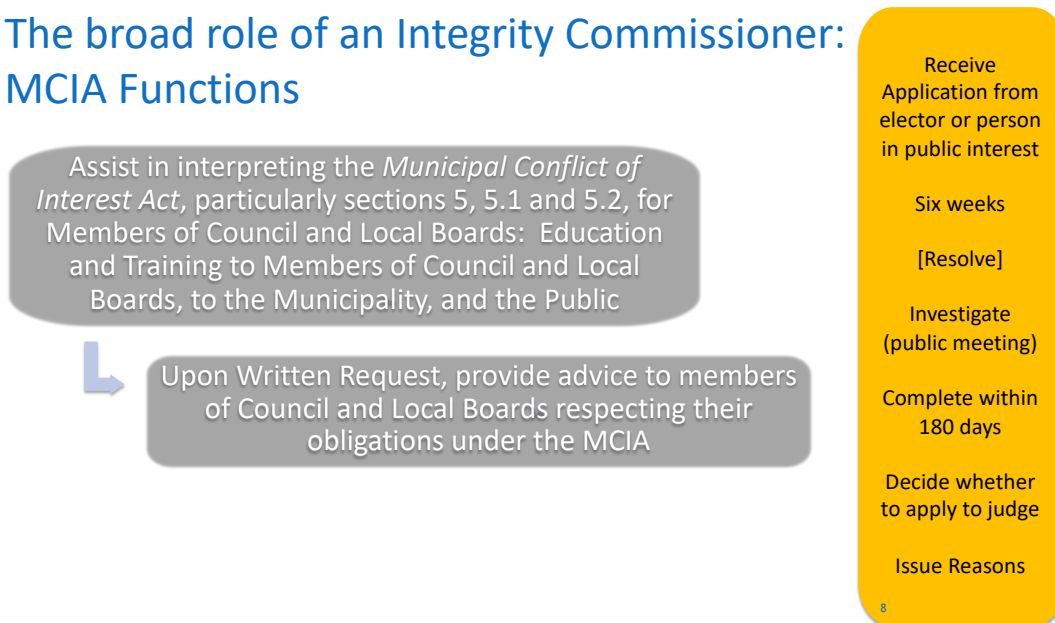 The broad role of an Integrity Commissioner:
MCIA Functions
Assist in interpreting the Municipal Conflict of
Interest Act, particularly sections 5, 5.1 and 5.2, for
Members of Council and Local Boards:  Education
and Training to Members of Council and Local
Boards, to the Municipality, and the Public
Upon Written Request, provide advice to members
of Council and Local Boards respecting their
obligations under the MCIA
Receive
Application from
elector or person
in public interest
Six weeks
[Resolve]
Investigate
(public meeting)
Complete within
180 days
Decide whether
to apply to judge
Issue Reasons
8